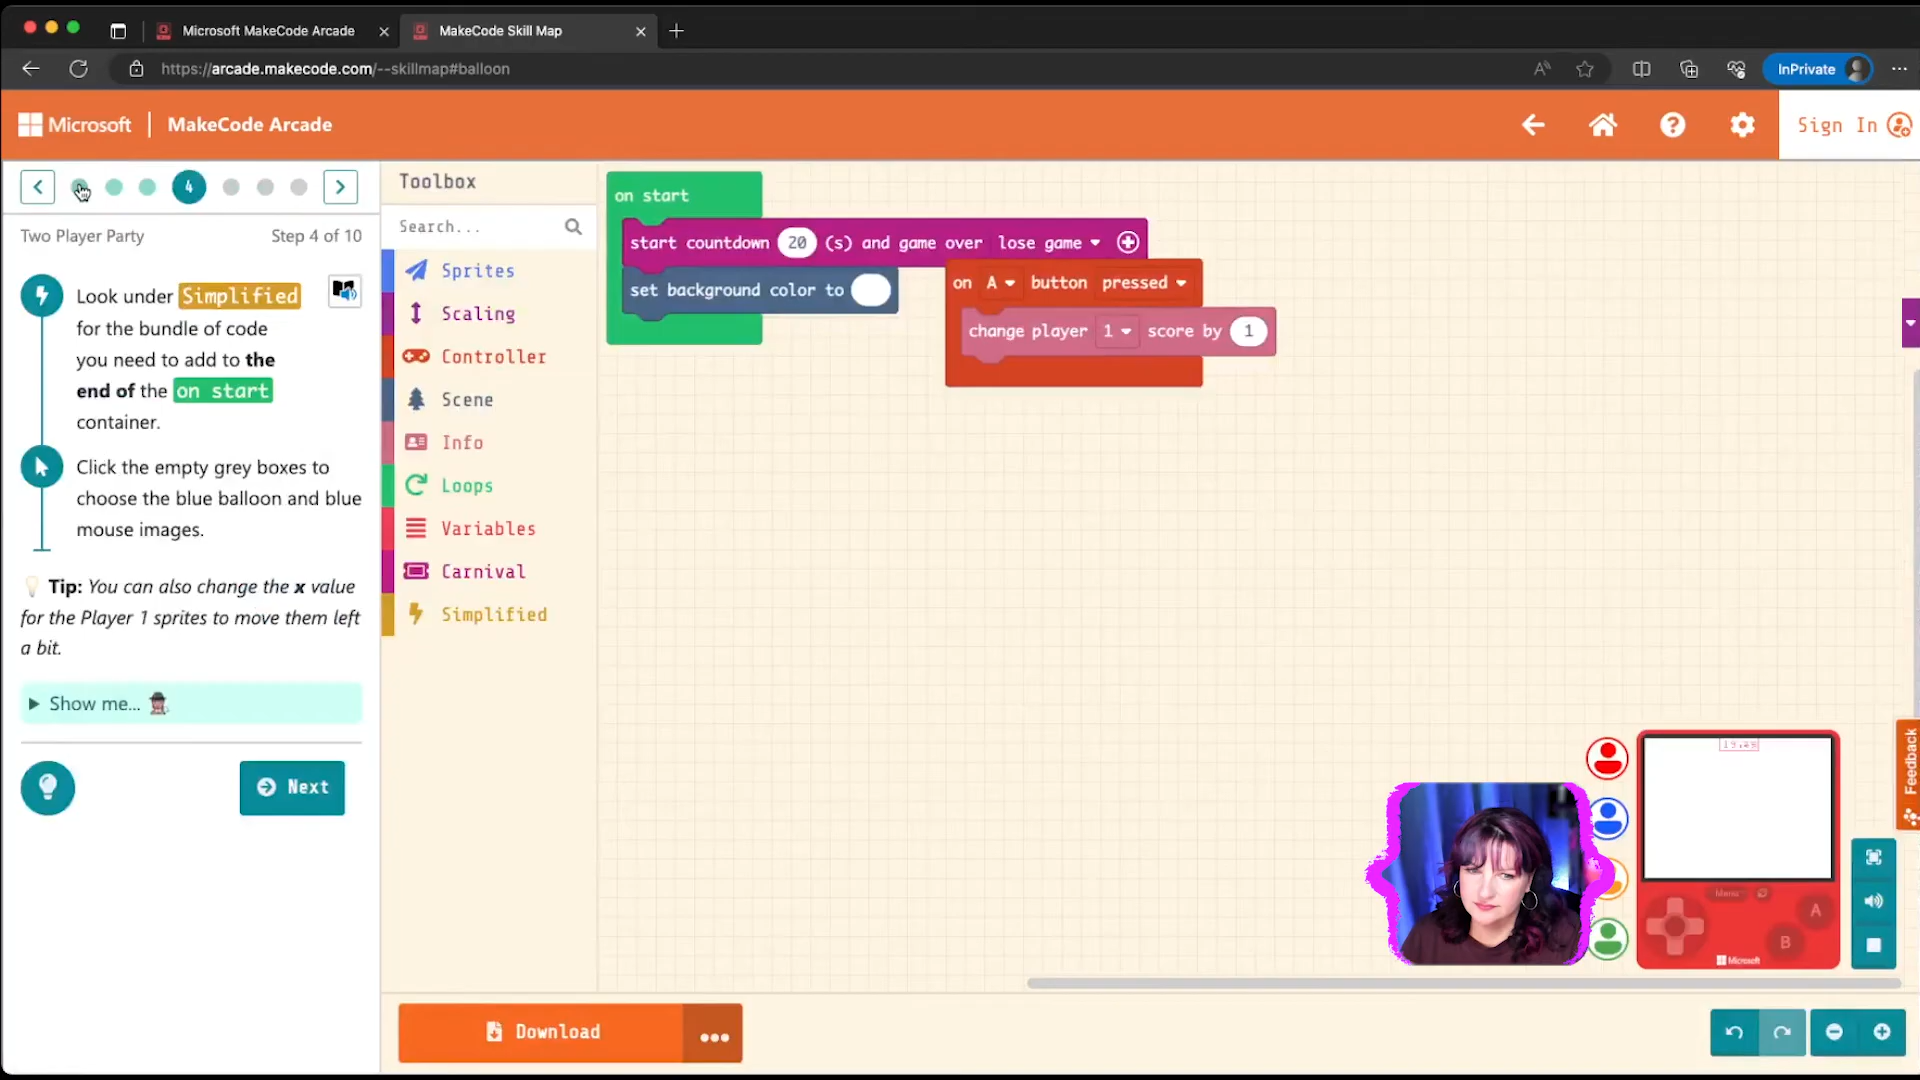 Microsoft MakeCode Arcade
MakeCode Skill Map
https://arcade.makecode.com/--skillmap#balloon
InPrivate
Microsoft | MakeCode Arcade
Sign In
4
Two Player Party
Step 4 of 10
Look under Simplified
for the bundle of code
you need to add to the
end of the on start
container.
Click the empty grey boxes to
choose the blue balloon and blue
mouse images.
Tip: You can also change the x value
for the Player 1 sprites to move them left
a bit.
Show me...
Next
Toolbox
Search...
Sprites
Scaling
Controller
Scene
Info
Loops
Variables
Carnival
Simplified
on start
start countdown 20 (s) and game over lose game
set background color to
on A button pressed
change player 1 score by 1
Feedback
Menu
A
B
Microsoft
Download